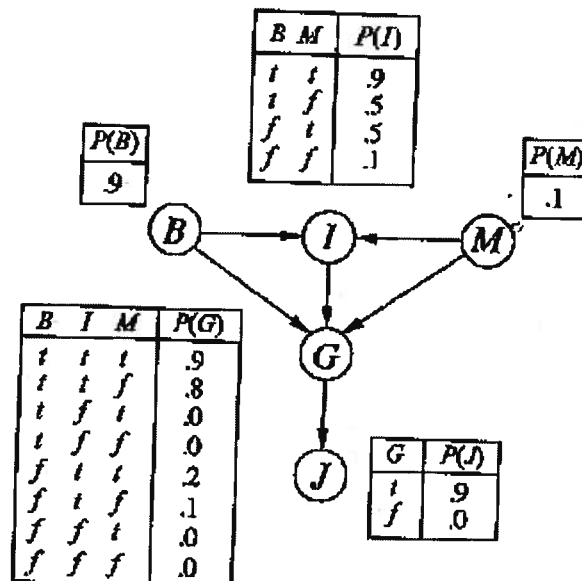 B M P(I)
t t .9
t f .5
f t .5
f f .1
P(B)
.9
P(M)
.1
B
I
M
B I M P(G)
t t t .9
t t f .8
t f t .0
t f f .0
f t t .2
f t f .1
f f t .0
f f f .0
G
J
G P(J)
t .9
f .0